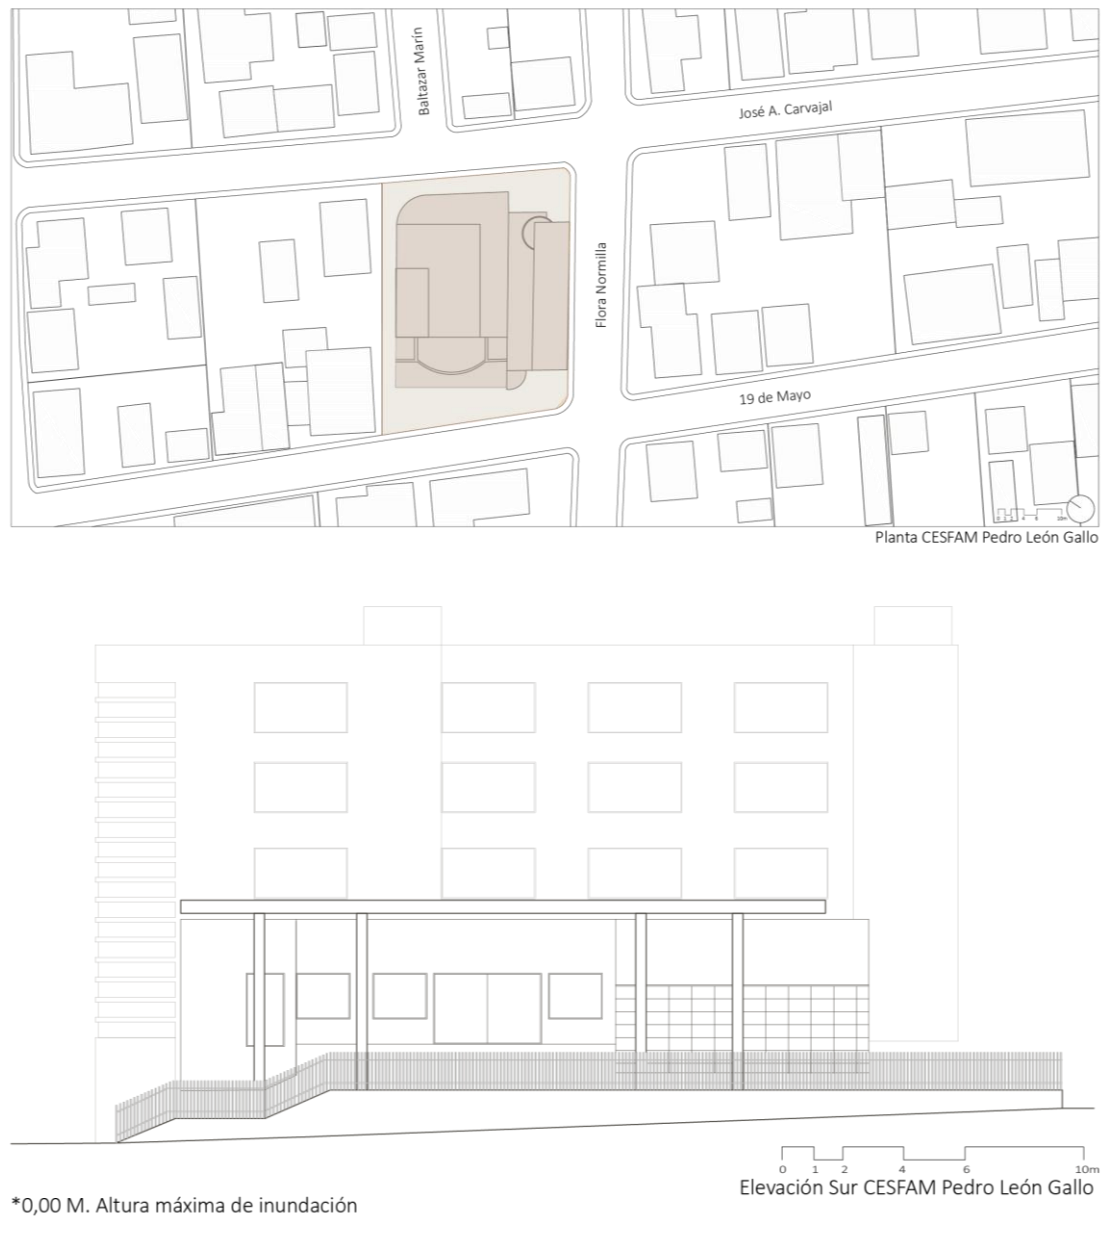 Baltazar Marín
José A. Carvajal
Flora Normilla
19 de Mayo
Planta CESFAM Pedro León Gallo
0 1 2 4 6 10m
Elevación Sur CESFAM Pedro León Gallo
*0,00 M. Altura máxima de inundación